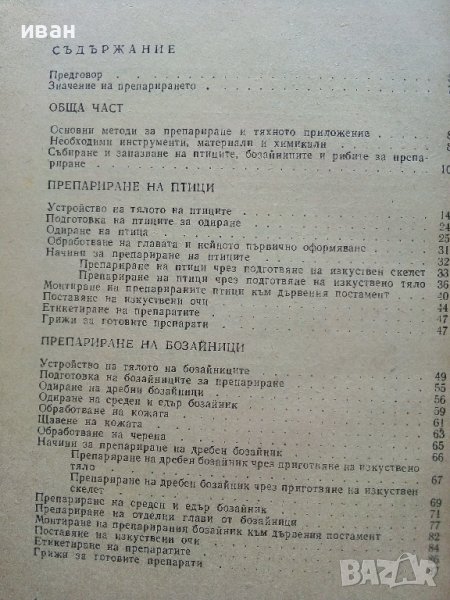 иван
СЪДЪРЖАНИЕ
Предговор
Значение на препарирането
ОБЩА ЧАСТ
Основни методи за препариране и тяхното приложение
Необходими инструменти, материали и химикали
Събиране и запазване на птиците, бозайниците и рибите за препа-
риране 10
ПРЕПАРИРАНЕ НА ПТИЦИ
Устройство на тялото на птиците 14
Подготовка на птиците за одиране 24
Одиране на птица 25
Обработване на главата и нейното първично оформяване 31
Начини за препариране на птиците 32
Препариране на птици чрез подготвяне на изкуствен скелет 33
Препариране на птици чрез подготвяне на изкуствено тяло 36
Монтиране на препарираните птици към дървения постамент 40
Поставяне на изкуствени очи 44
Етикетиране на препаратите 47
Грижи за готовите препарати 47
ПРЕПАРИРАНЕ НА БОЗАЙНИЦИ
Устройство на тялото на бозайниците 49
Подготовка на бозайниците за препариране 55
Одиране на дребни бозайници 56
Одиране на среден и едър бозайник 59
Обработване на кожата 61
Щавене на кожата 63
Обработване на черепа 65
Начини за препариране на дребен бозайник 66
Препариране на дребен бозайник чрез приготвяне на изкуствено
тяло 67
Препариране на дребен бозайник чрез приготвяне на изкуствен
скелет 69
Препариране на среден и едър бозайник 71
Препариране на отделни глави от бозайници 77
Монтиране на препарирания бозайник към дървения постамент 82
Поставяне на изкуствени очи 84
Етикетиране на препаратите
Грижи за готовите препарати 86
BAZAR.BG